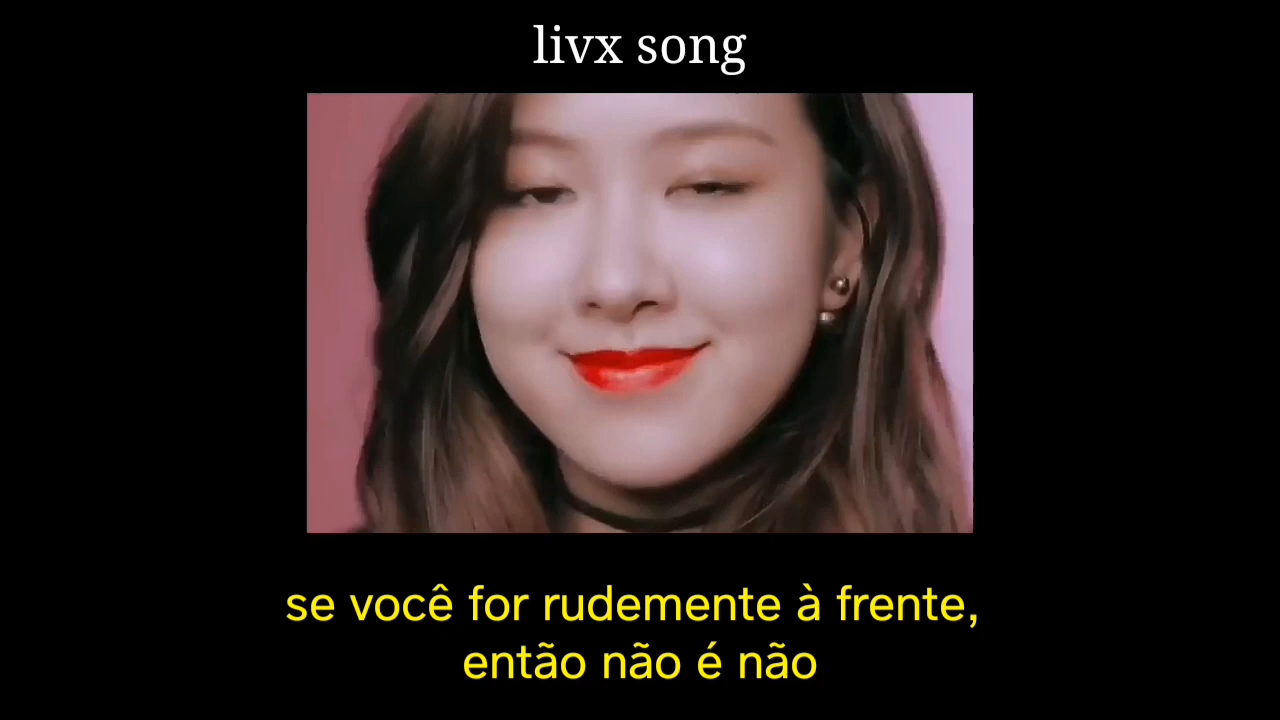 livx song
se você for rudemente à frente,
então não é não